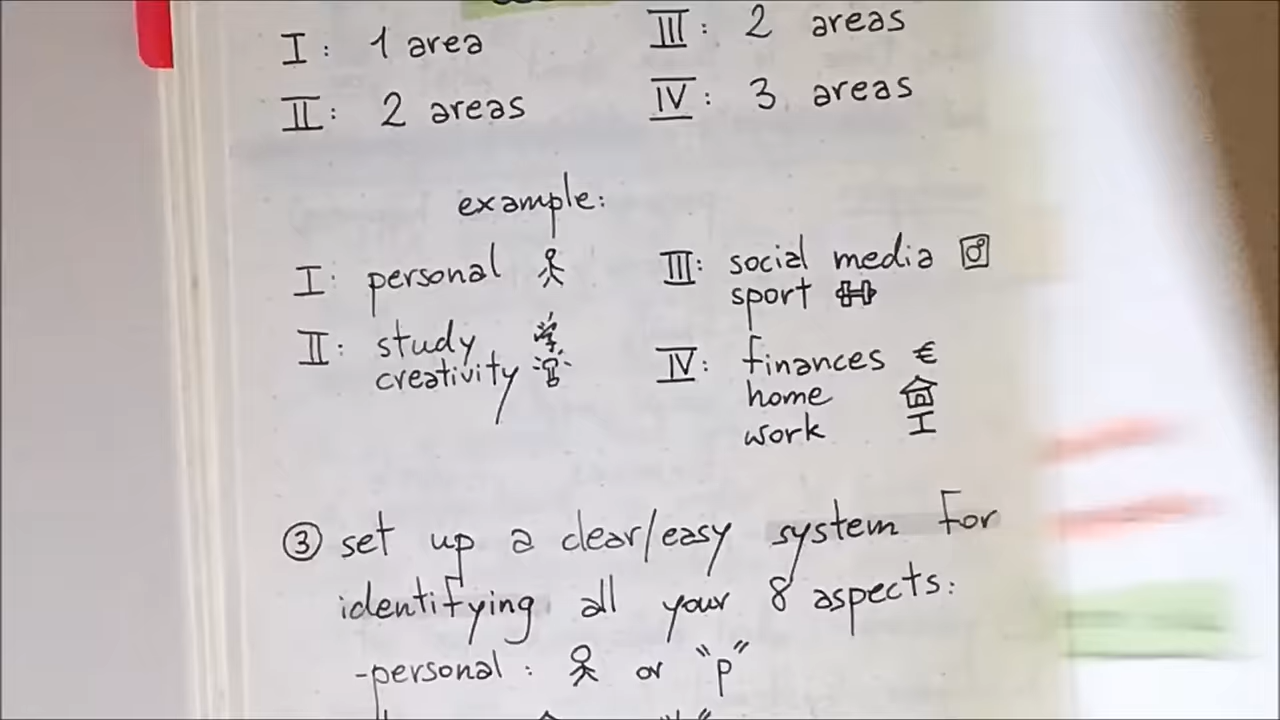 I: 1 area III: 2 areas
II: 2 areas IV: 3 areas
example:
I: personal III: social media
sport
II: study
creativity
IV: finances €
home
work
③ set up a clear/easy system for
identifying all your 8 aspects:
-personal: or "p"